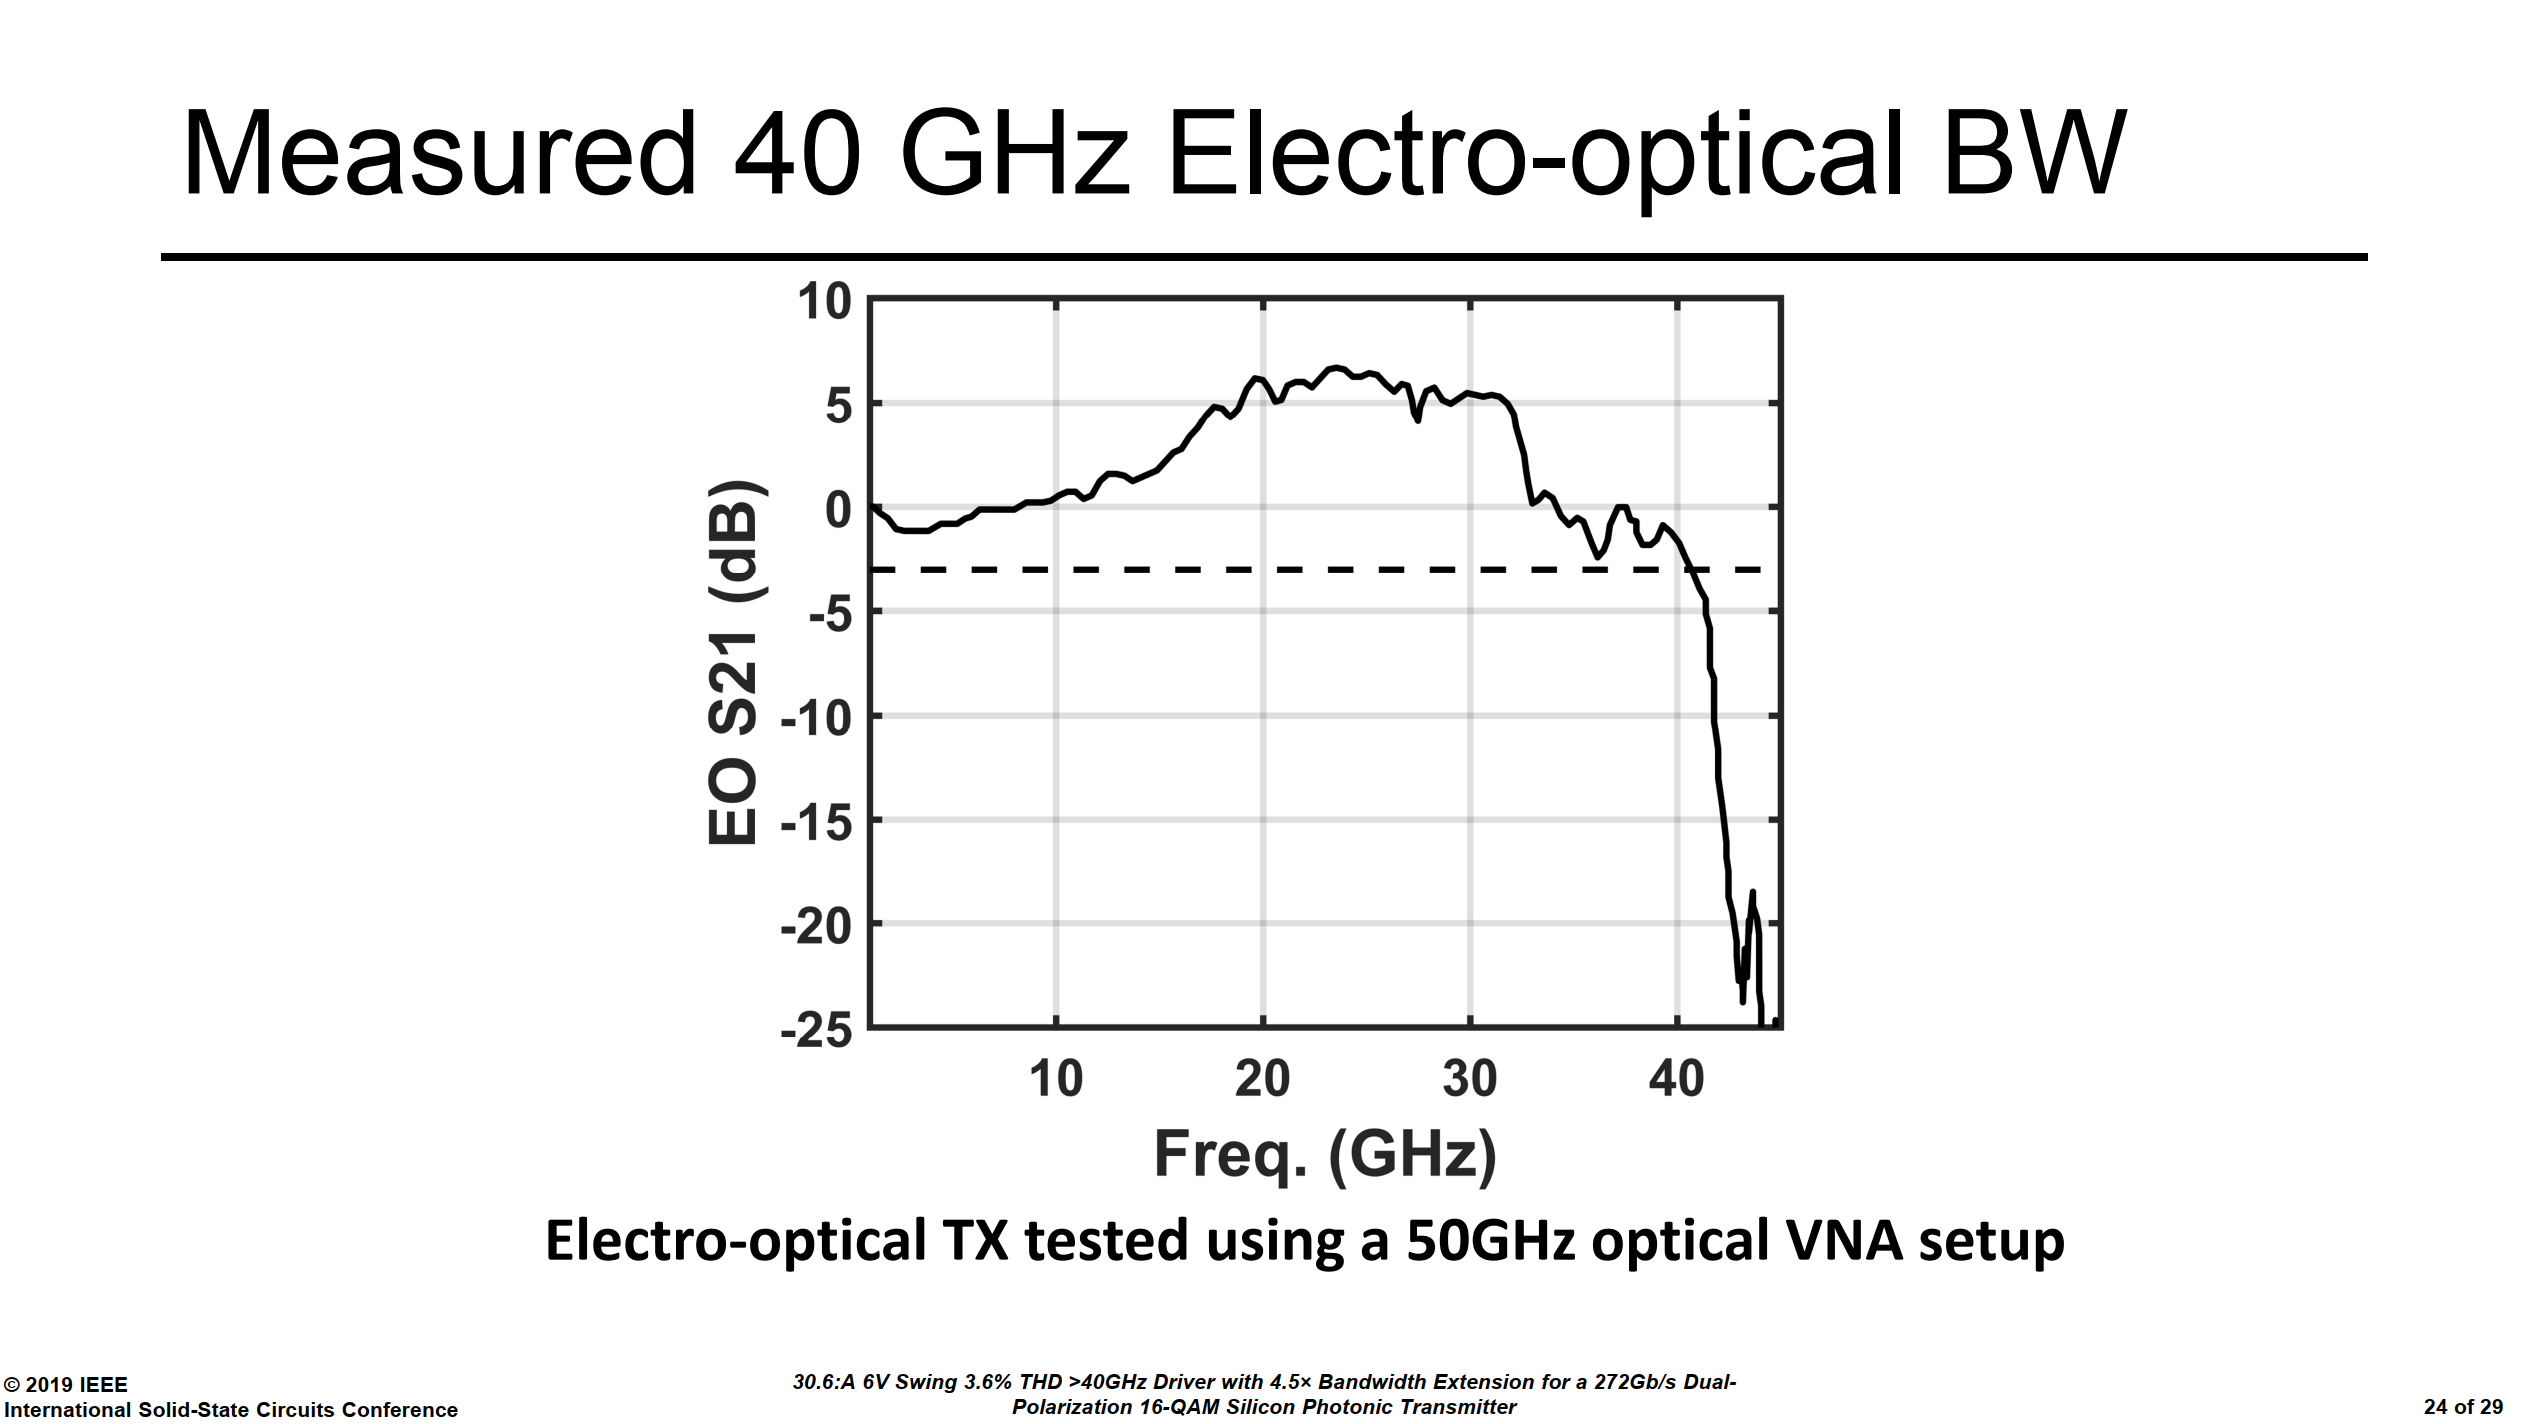 Measured 40 GHz Electro-optical BW
10
5
0
-5
-10
-15
-20
-25
EO S21 (dB)
10 20 30 40
Freq. (GHz)
Electro-optical TX tested using a 50GHz optical VNA setup
© 2019 IEEE
International Solid-State Circuits Conference
30.6:A 6V Swing 3.6% THD >40GHz Driver with 4.5× Bandwidth Extension for a 272Gb/s Dual-
Polarization 16-QAM Silicon Photonic Transmitter
24 of 29